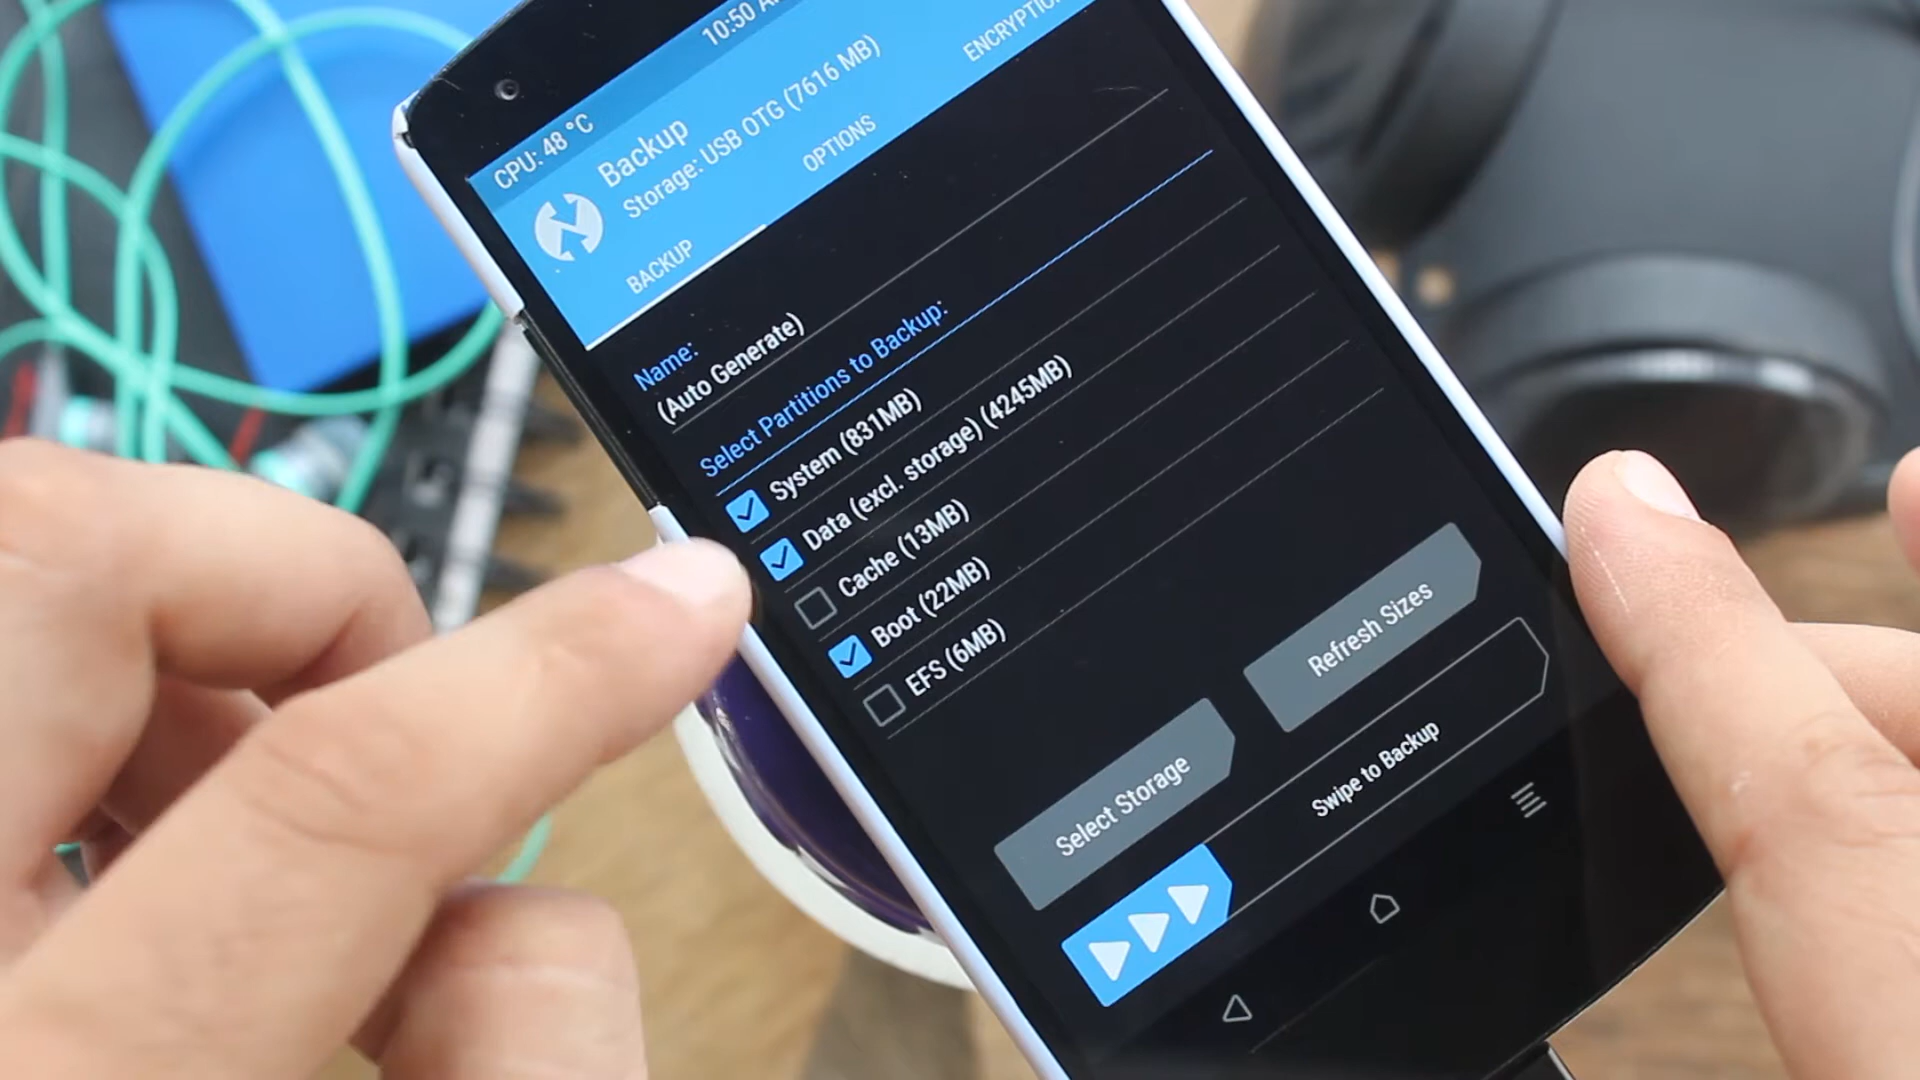 10:50 A
CPU: 48 °C
Backup
Storage: USB OTG (7616 MB)
BACKUP
OPTIONS
Name:
(Auto Generate)
Select Partitions to Backup:
System (831MB)
Data (excl. storage) (4245MB)
Cache (13MB)
Boot (22MB)
EFS (6MB)
Select Storage
Refresh Sizes
Swipe to Backup